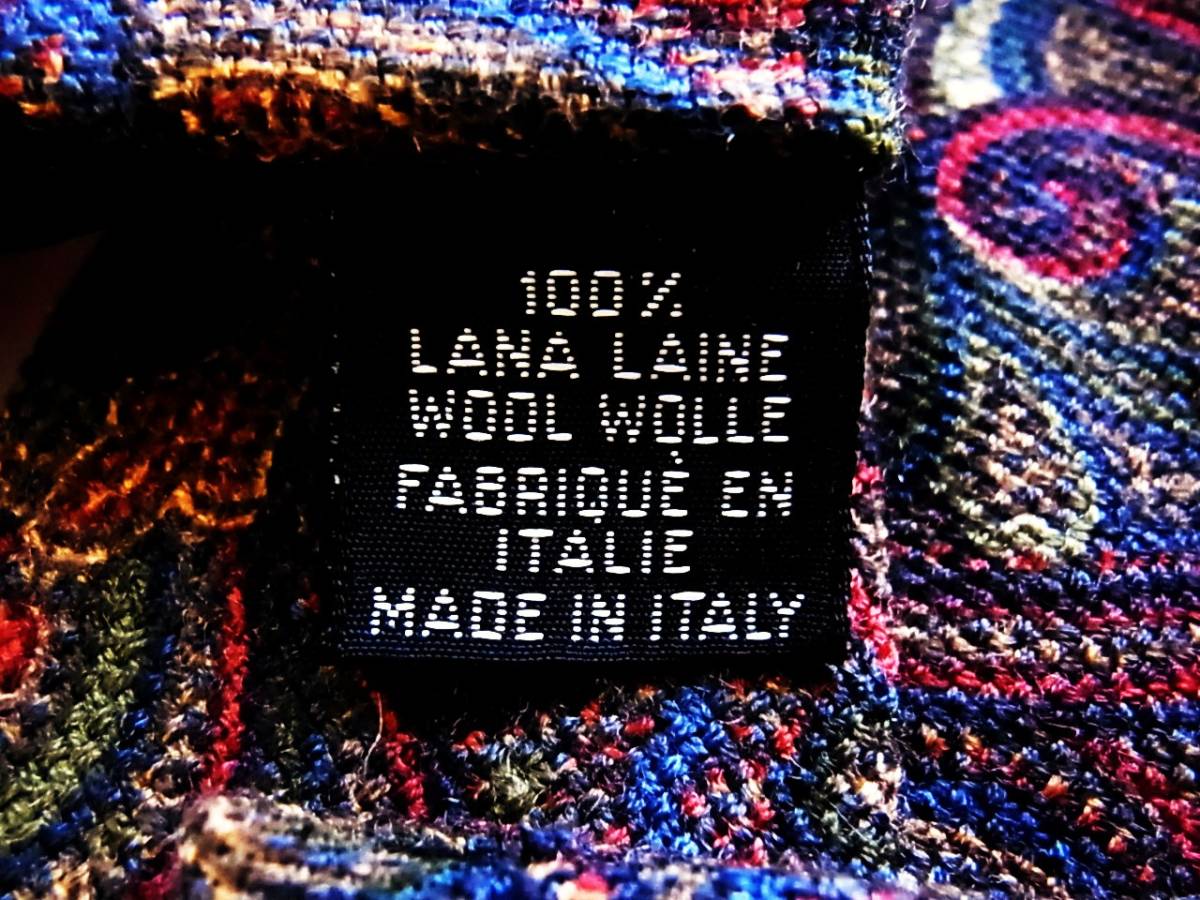 100%
LANA LAINE
WOOL WOLLE
FABRIQUÉ EN
ITALIE
MADE IN ITALY